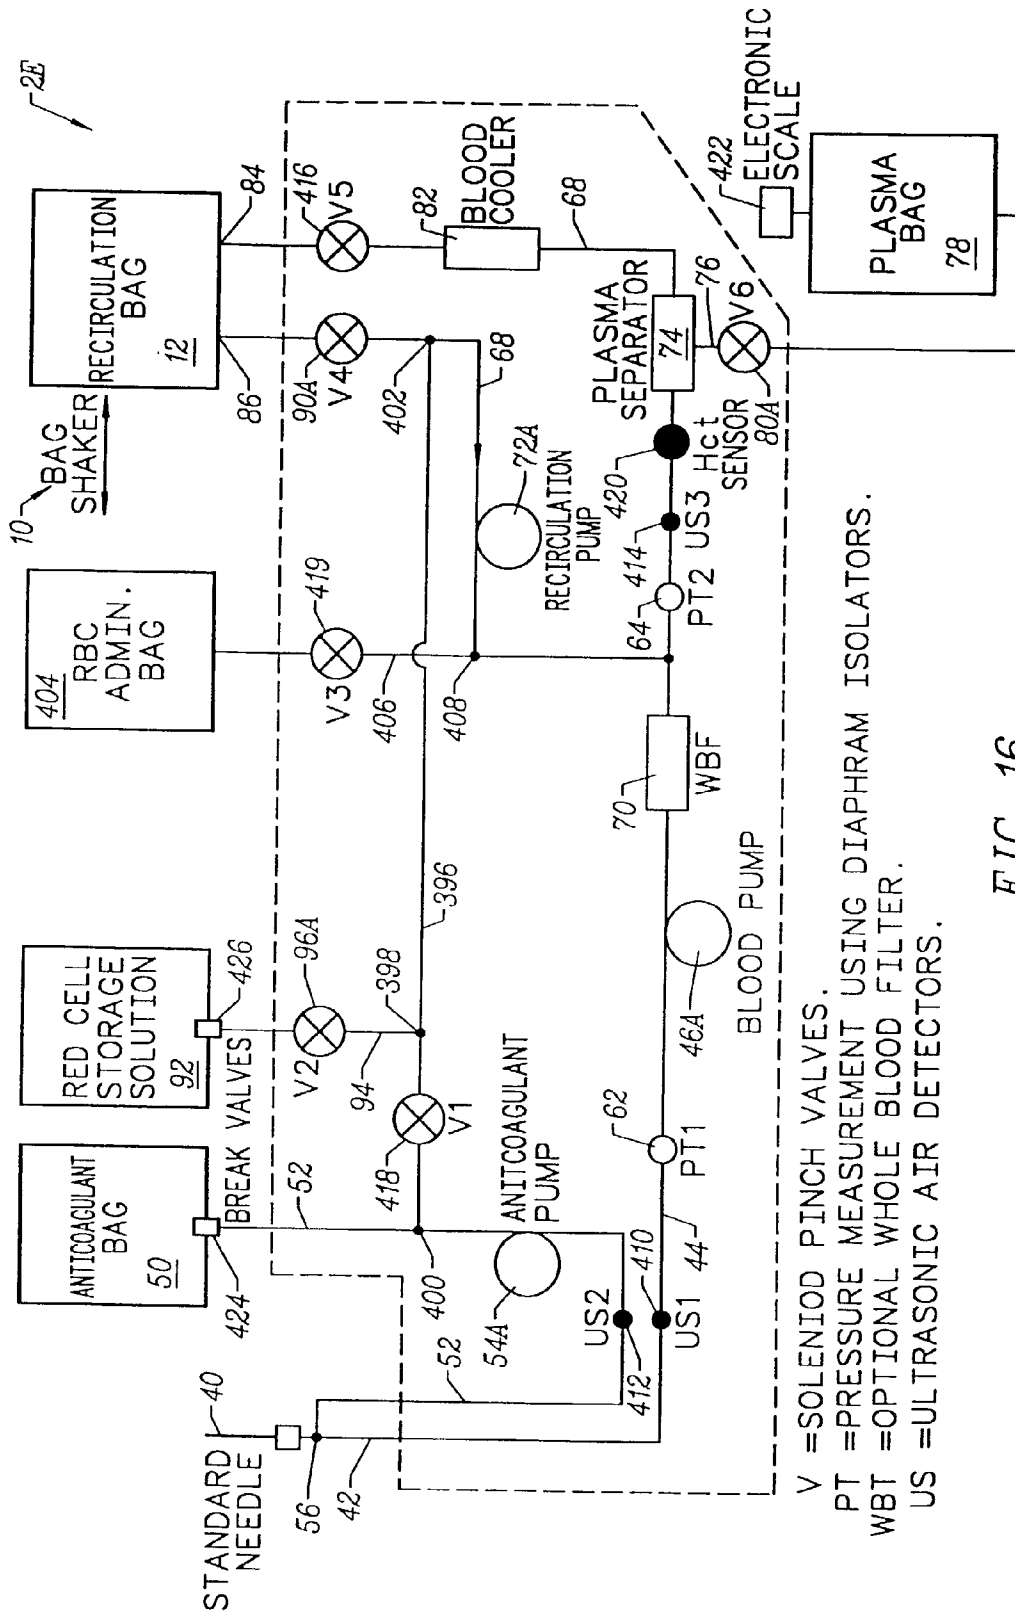 2E
10
BAG
SHAKER
RECIRCULATION
BAG
12
84
86
416
V5
90A
V4
82
BLOOD
COOLER
68
402
68
404
RBC
ADMIN.
BAG
419
V3
406
408
72A
RECIRCULATION
PUMP
RED CELL
STORAGE
SOLUTION
92
426
BREAK VALVES
V2
96A
94
398
396
ANTICOAGULANT
BAG
50
424
52
418
V1
400
ANITICOAGULANT
PUMP
54A
STANDARD
NEEDLE
40
56
42
52
US2
412
US1
410
44
62
PT1
46A
BLOOD PUMP
70
WBF
64
PT2
414
US3
420
Hct
SENSOR
PLASMA
SEPARATOR
74
76
V6
80A
422
ELECTRONIC
SCALE
PLASMA
BAG
78
V =SOLENIOD PINCH VALVES.
PT =PRESSURE MEASUREMENT USING DIAPHRAM ISOLATORS.
WBT =OPTIONAL WHOLE BLOOD FILTER.
US =ULTRASONIC AIR DETECTORS.
FIG. 16